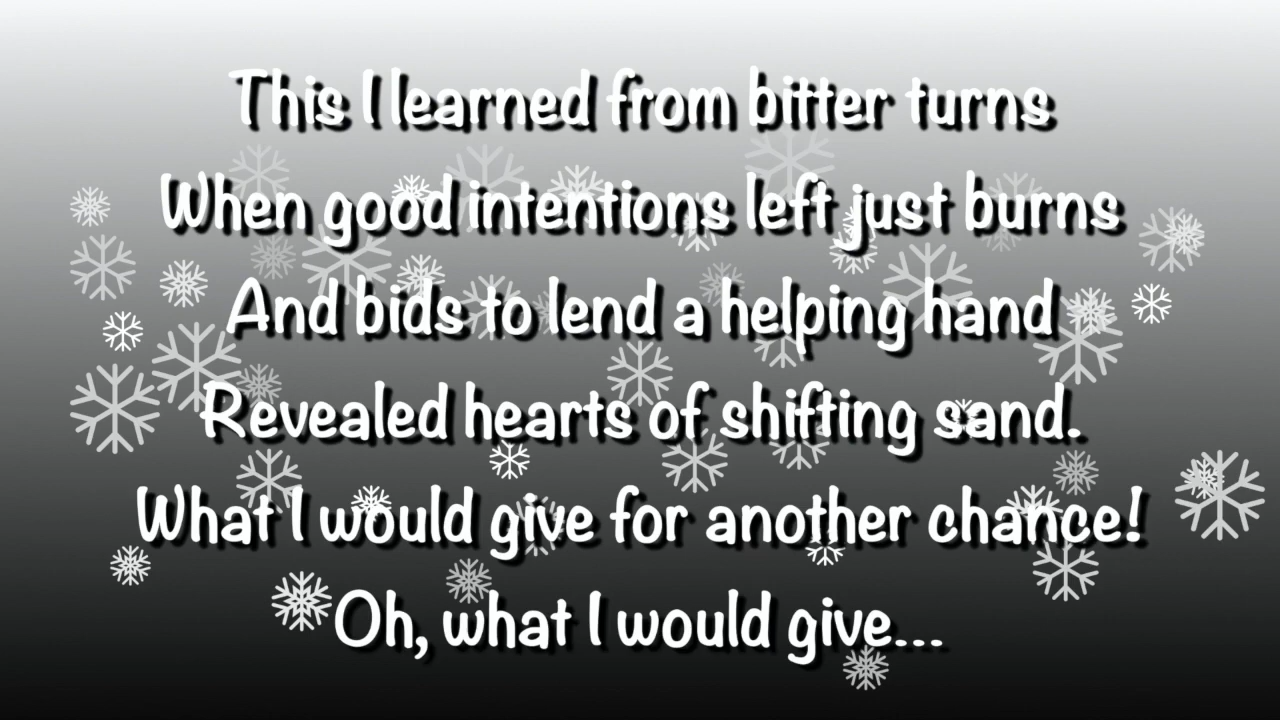 This I learned from bitter turns
When good intentions left just burns
And bids to lend a helping hand
Revealed hearts of shifting sand.
What I would give for another chance!
Oh, what I would give...